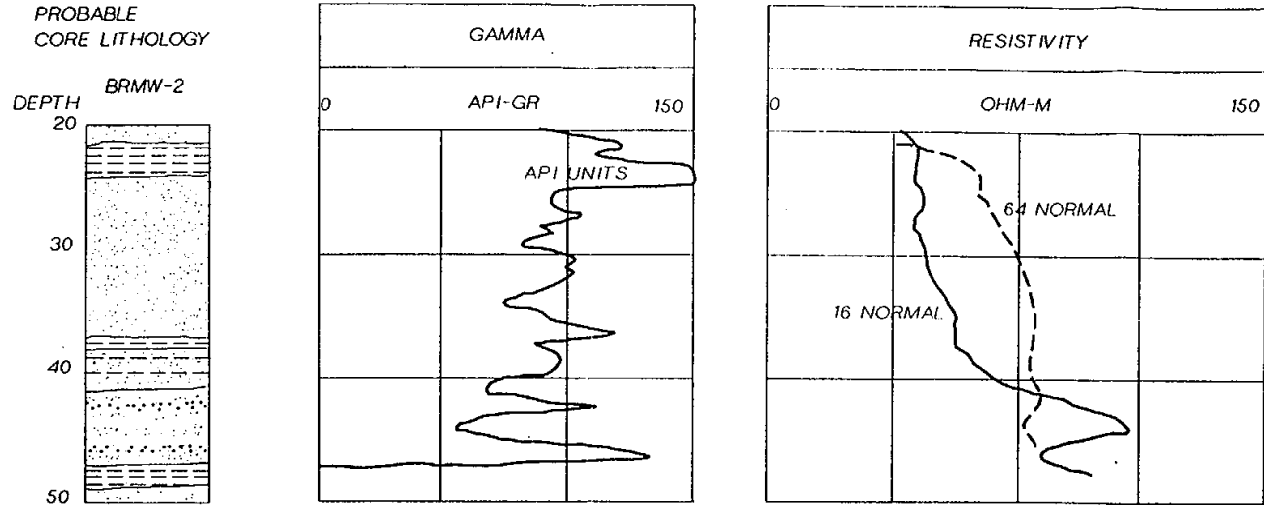 PROBABLE
CORE LITHOLOGY
BRMW-2
DEPTH
20
30
40
50
GAMMA
0 API-GR 150
API UNITS
RESISTIVITY
0 OHM-M 150
64 NORMAL
16 NORMAL